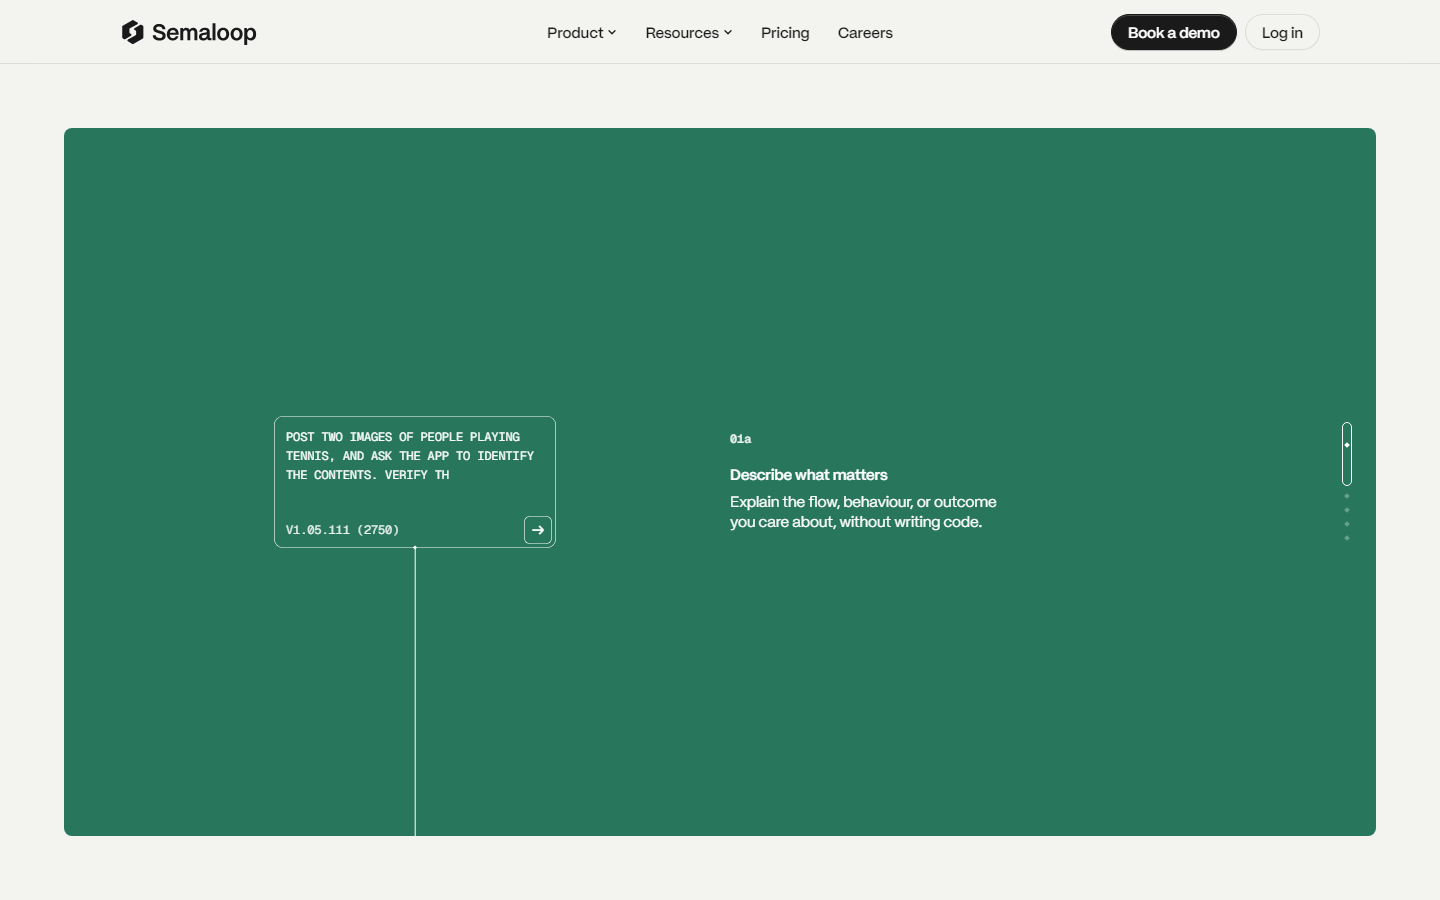 Semaloop
Product
Resources
Pricing
Careers
Book a demo
Log in
POST TWO IMAGES OF PEOPLE PLAYING
TENNIS, AND ASK THE APP TO IDENTIFY
THE CONTENTS. VERIFY TH
V1.05.111 (2750)
01a
Describe what matters
Explain the flow, behaviour, or outcome
you care about, without writing code.